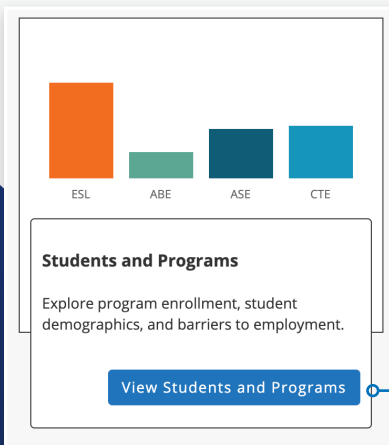 ESL ABE ASE CTE
Students and Programs
Explore program enrollment, student
demographics, and barriers to employment.
View Students and Programs